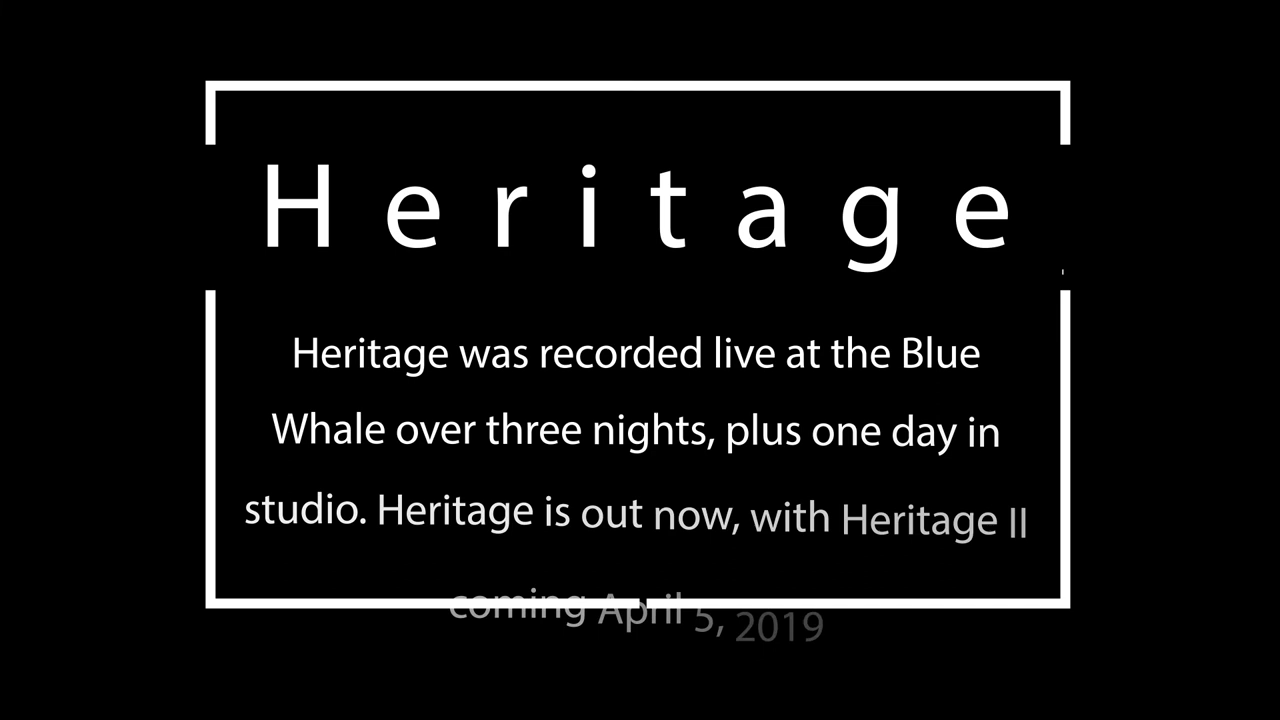 Heritage
Heritage was recorded live at the Blue
Whale over three nights, plus one day in
studio. Heritage is out now, with Heritage II
coming April 5, 2019